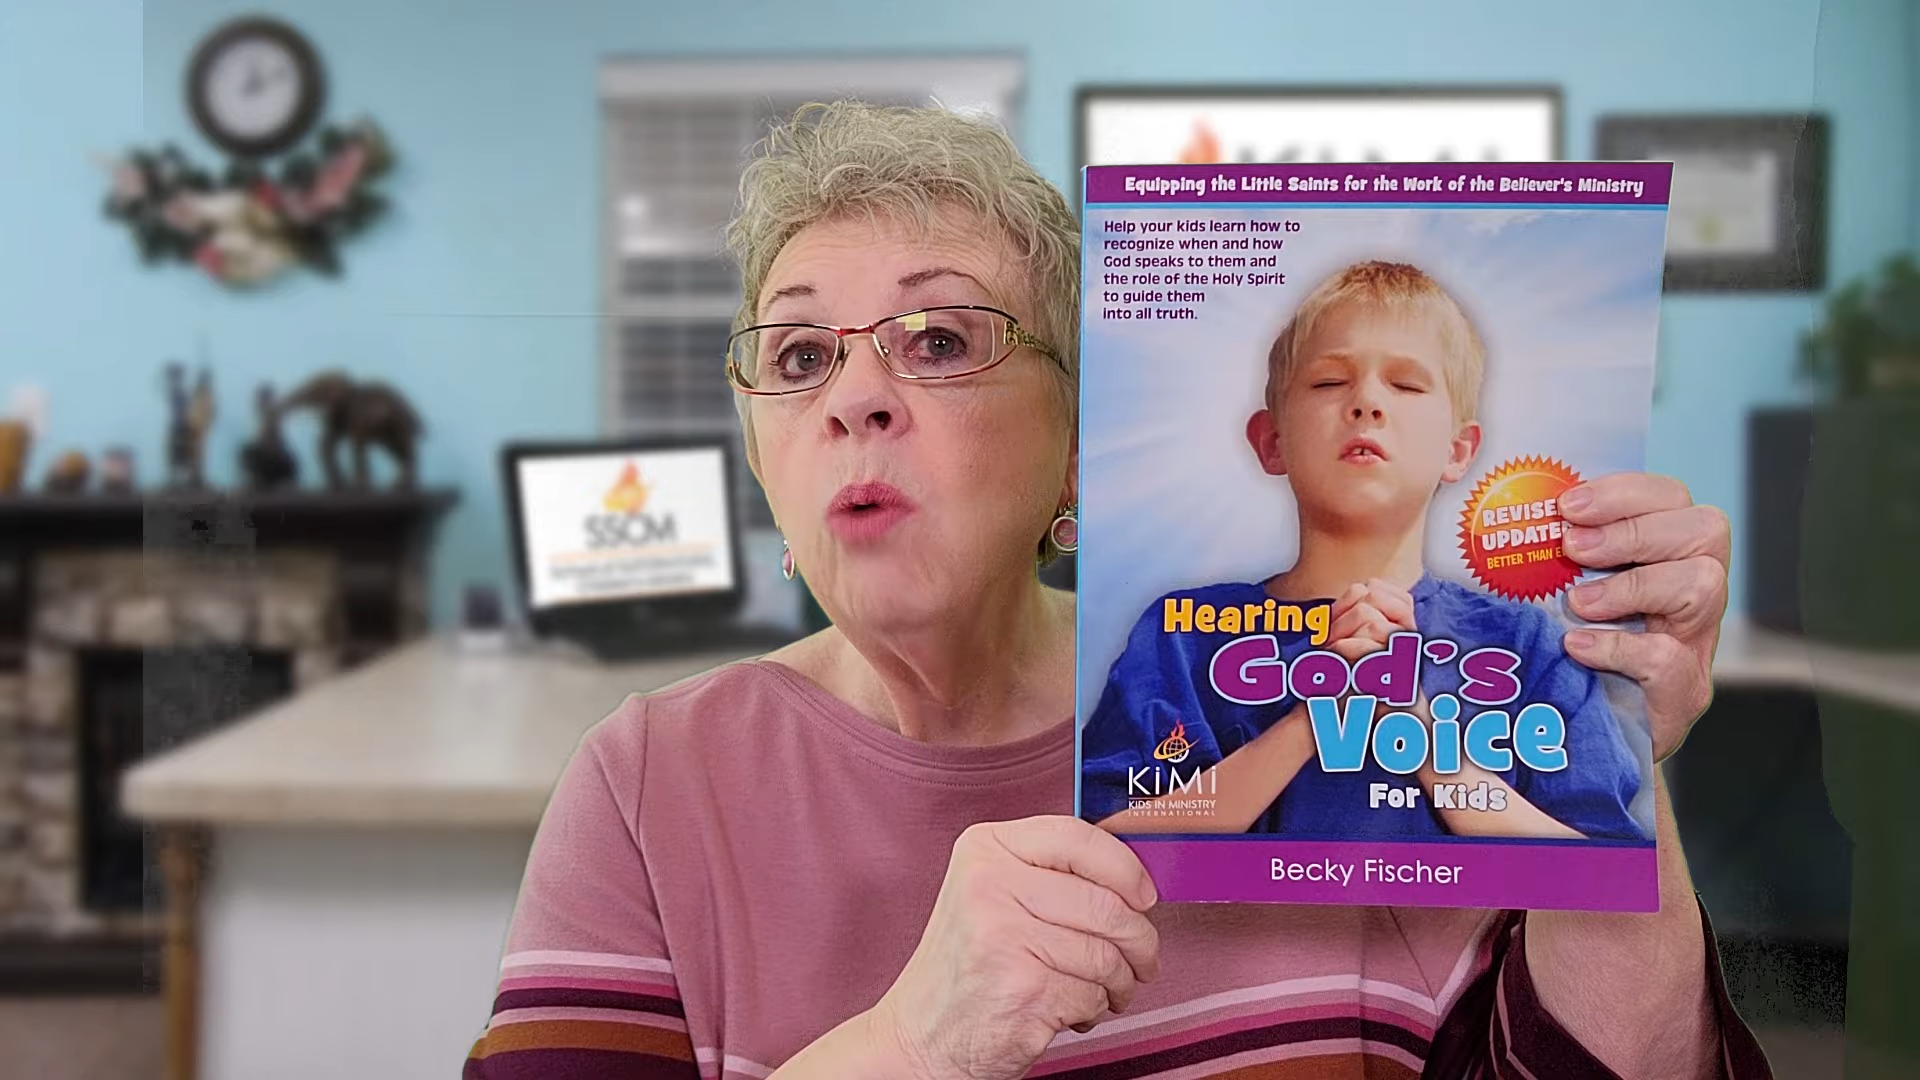 Equipping the Little Saints for the Work of the Believer's Ministry
Help your kids learn how to
recognize when and how
God speaks to them and
the role of the Holy Spirit
to guide them
into all truth.
BETTER THAN
Hearing
God's
Voice
For Kids
KiMi
KIDS IN MINISTRY
INTERNATIONAL
Becky Fischer
SSCM